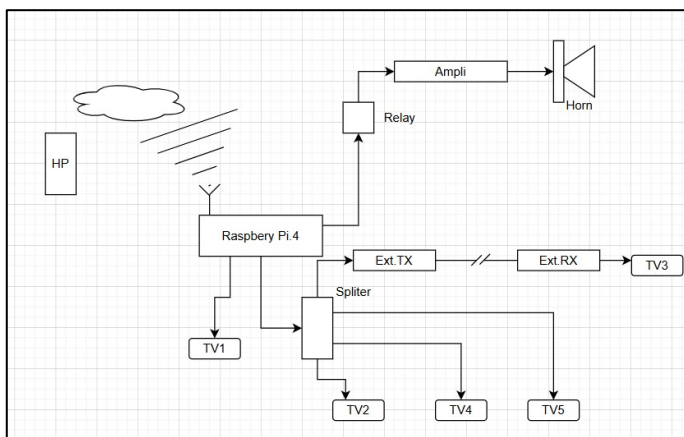 Ampli
Horn
Relay
HP
Raspbery Pi.4
Ext.TX
Ext.RX
TV3
Spliter
TV1
TV2
TV4
TV5